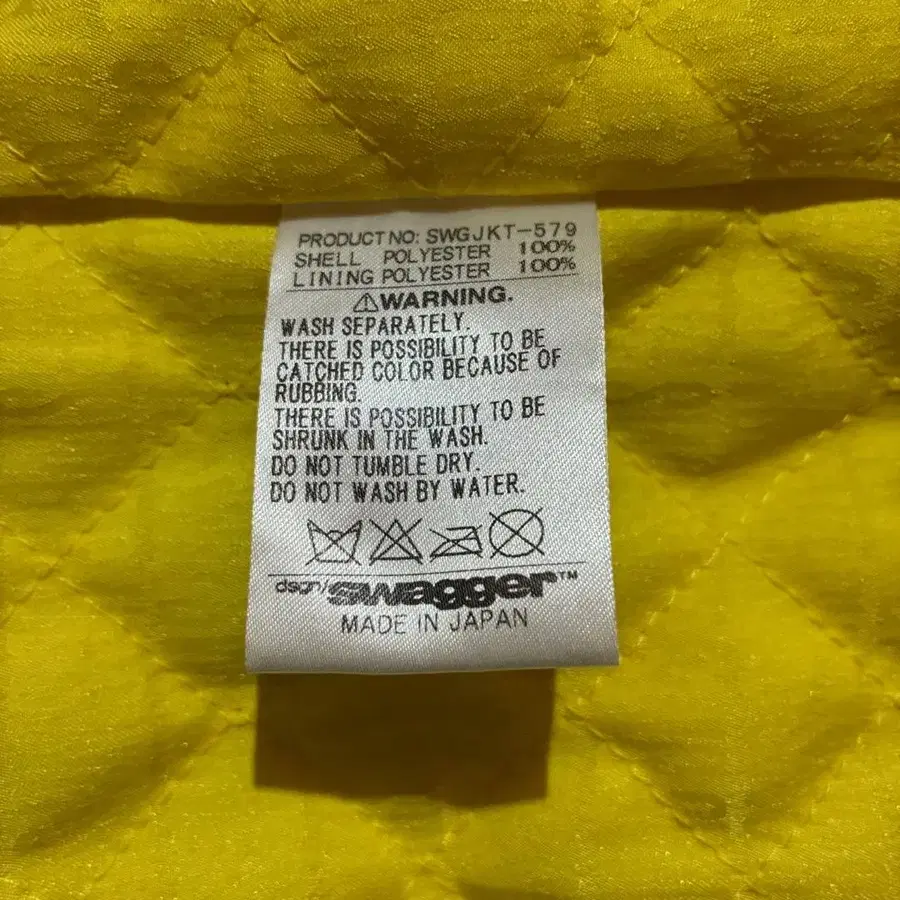 PRODUCT NO: SWGJKT-579
SHELL POLYESTER 100%
LINING POLYESTER 100%
⚠WARNING.
WASH SEPARATELY.
THERE IS POSSIBILITY TO BE
CATCHED COLOR BECAUSE OF
RUBBING.
THERE IS POSSIBILITY TO BE
SHRUNK IN THE WASH.
DO NOT TUMBLE DRY.
DO NOT WASH BY WATER.
dsgn/swagger™
MADE IN JAPAN